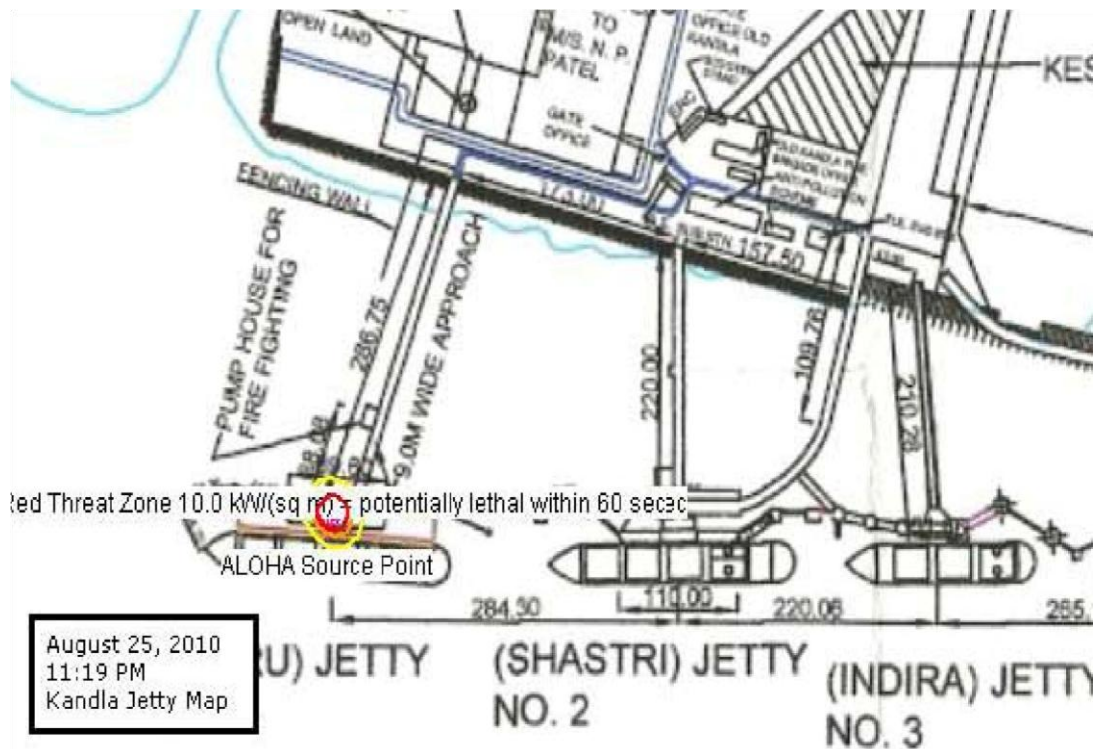 OPEN LAND
TO
M/S. N. P.
PATEL
OFFICE OLD
KANDLA
KES
GATE
OFFICE
FENCING WALL
157.50
PUMP HOUSE FOR
FIRE FIGHTING
286.75
9.0M WIDE APPROACH
220.00
109.76
210.28
Red Threat Zone 10.0 kW/(sq m) = potentially lethal within 60 sec
ALOHA Source Point
284.30
110.00
220.06
265.
August 25, 2010
11:19 PM
Kandla Jetty Map
RU) JETTY
(SHASTRI) JETTY
NO. 2
(INDIRA) JETTY
NO. 3